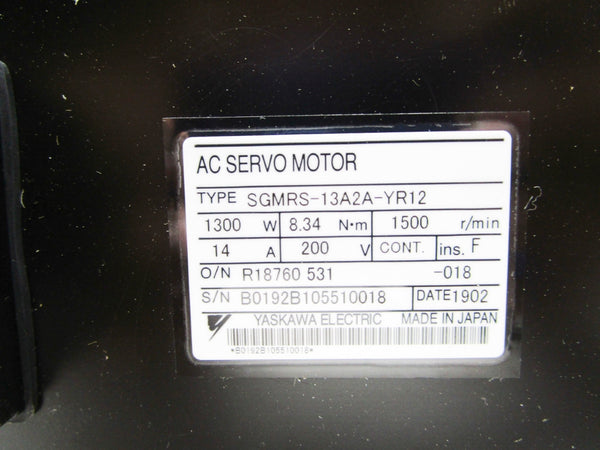 AC SERVO MOTOR
TYPE SGMRS-13A2A-YR12
1300 W 8.34 N·m 1500 r/min
14 A 200 V CONT. ins. F
O/N R18760 531 -018
S/N B0192B105510018 DATE 1902
YASKAWA ELECTRIC MADE IN JAPAN
*B0192B105510018*